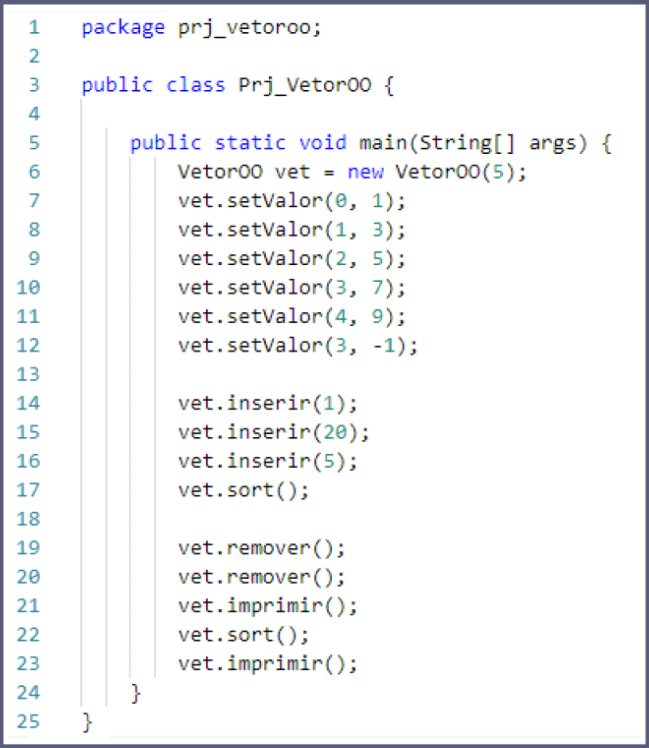 1 package prj_vetoroo;
2
3 public class Prj_VetorOO {
4
5 public static void main(String[] args) {
6 VetorOO vet = new VetorOO(5);
7 vet.setValor(0, 1);
8 vet.setValor(1, 3);
9 vet.setValor(2, 5);
10 vet.setValor(3, 7);
11 vet.setValor(4, 9);
12 vet.setValor(3, -1);
13
14 vet.inserir(1);
15 vet.inserir(20);
16 vet.inserir(5);
17 vet.sort();
18
19 vet.remover();
20 vet.remover();
21 vet.imprimir();
22 vet.sort();
23 vet.imprimir();
24 }
25 }